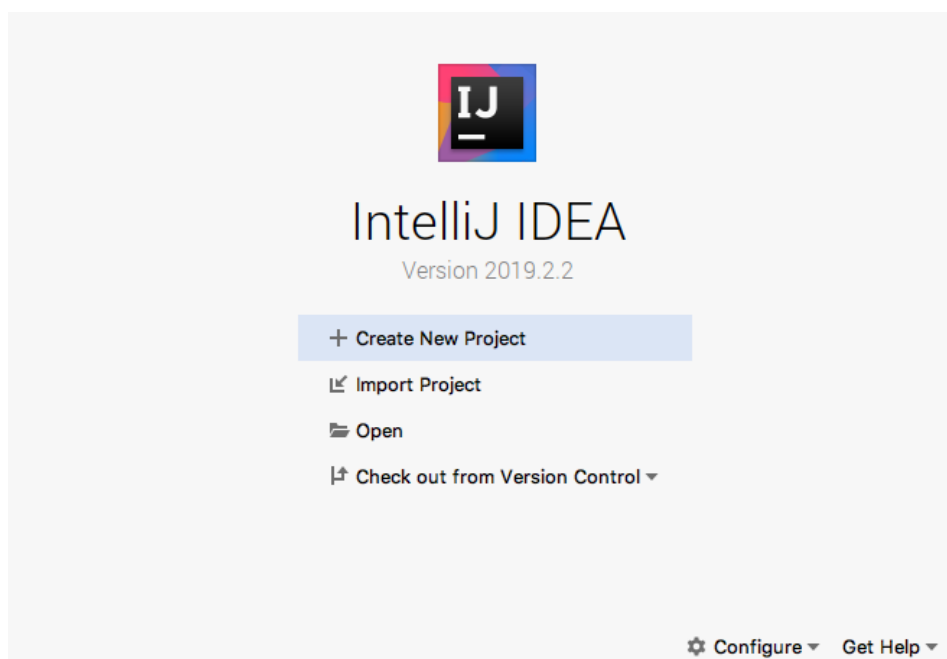 IJ
IntelliJ IDEA
Version 2019.2.2
Create New Project
Import Project
Open
Check out from Version Control
Configure Get Help